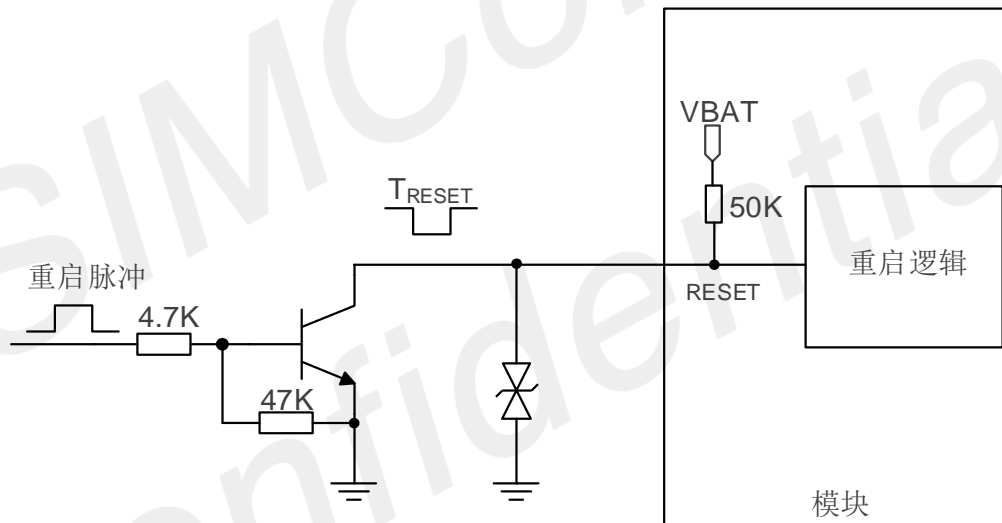 SIMCom
Confidential
VBAT
TRESET
50K
重启逻辑
重启脉冲
RESET
4.7K
47K
模块